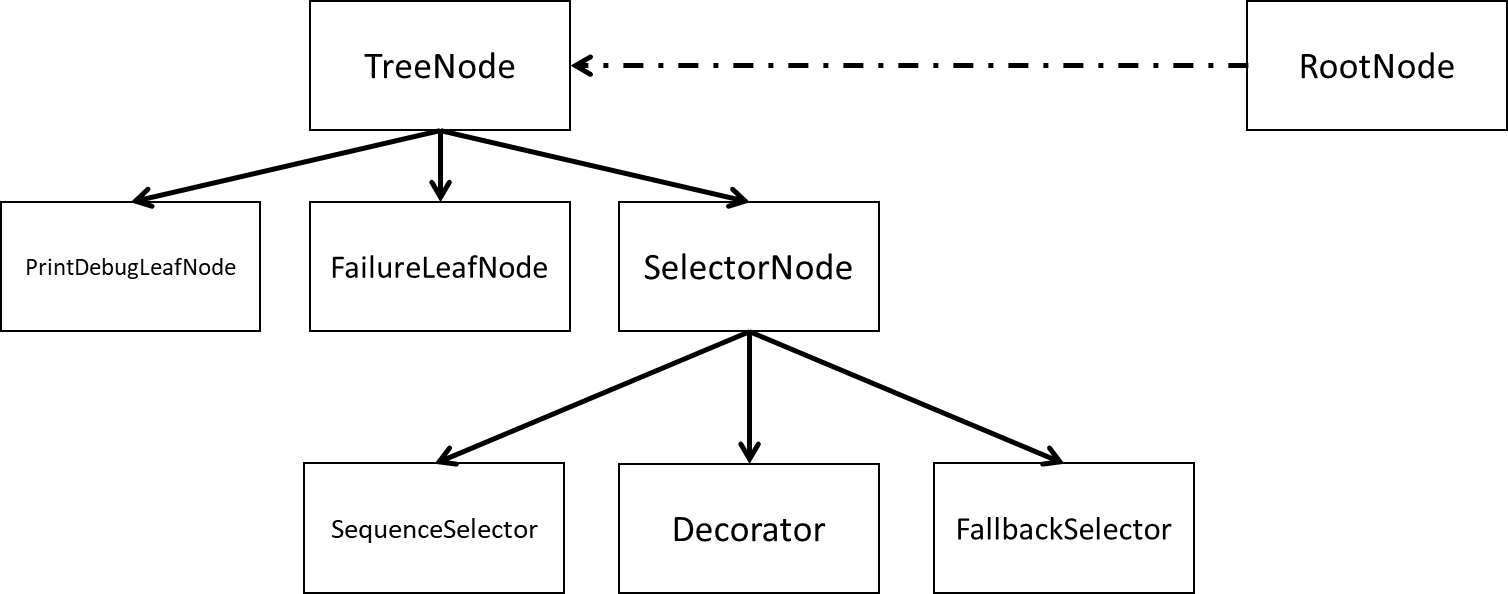 TreeNode
RootNode
PrintDebugLeafNode
FailureLeafNode
SelectorNode
SequenceSelector
Decorator
FallbackSelector